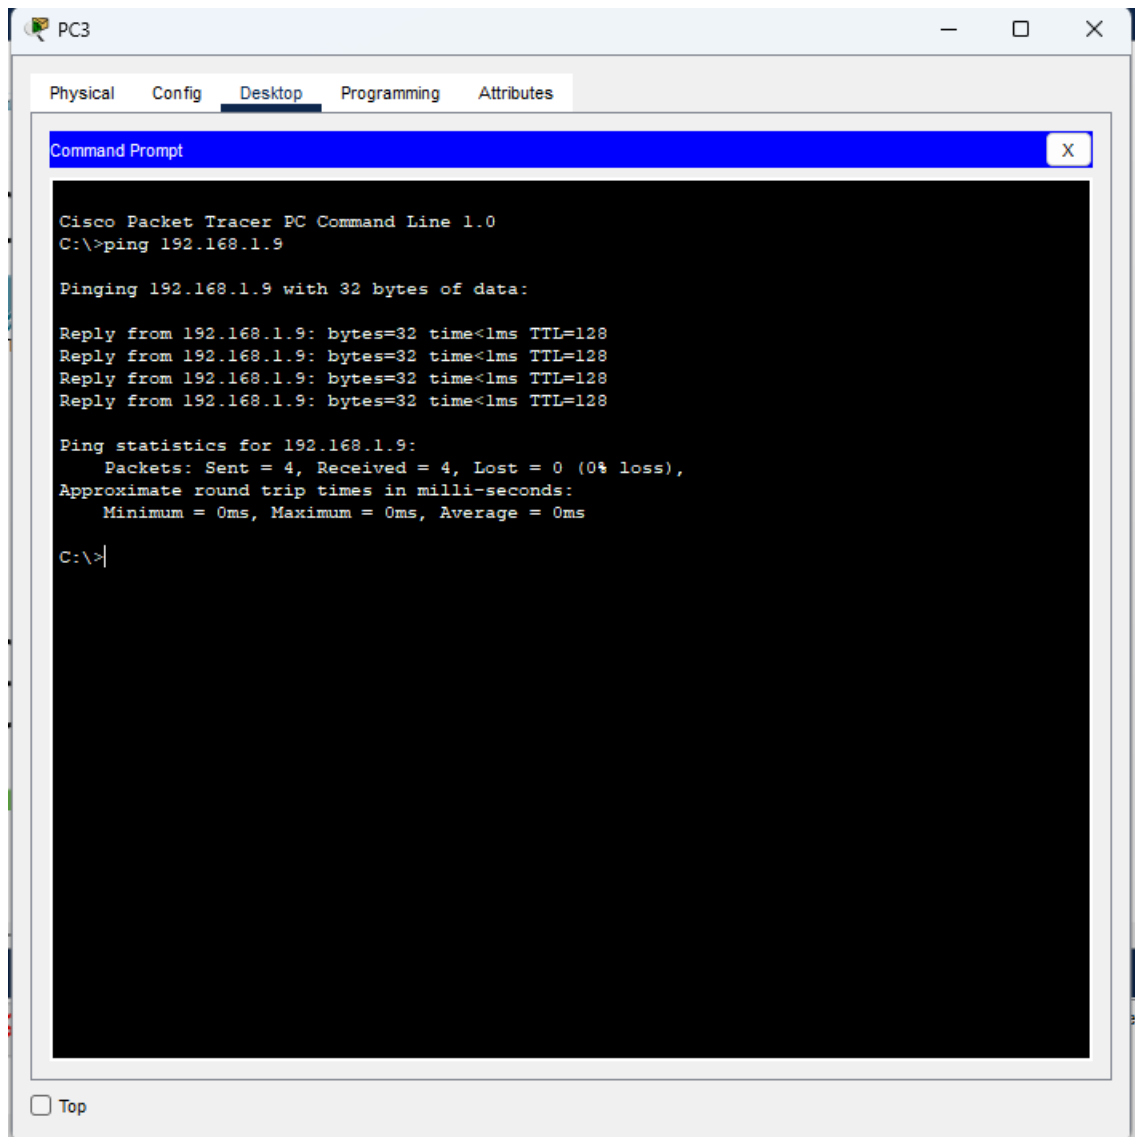 PC3
Physical Config Desktop Programming Attributes
Command Prompt X
Cisco Packet Tracer PC Command Line 1.0
C:\>ping 192.168.1.9
Pinging 192.168.1.9 with 32 bytes of data:
Reply from 192.168.1.9: bytes=32 time<1ms TTL=128
Reply from 192.168.1.9: bytes=32 time<1ms TTL=128
Reply from 192.168.1.9: bytes=32 time<1ms TTL=128
Reply from 192.168.1.9: bytes=32 time<1ms TTL=128
Ping statistics for 192.168.1.9:
    Packets: Sent = 4, Received = 4, Lost = 0 (0% loss),
Approximate round trip times in milli-seconds:
    Minimum = 0ms, Maximum = 0ms, Average = 0ms
C:\>
Top